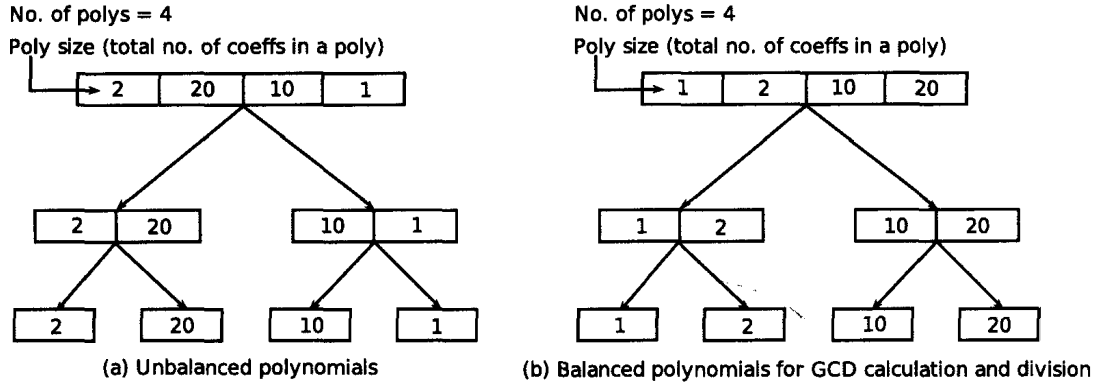 No. of polys = 4
Poly size (total no. of coeffs in a poly)
2 20 10 1
2 20 10 1
2 20 10 1
(a) Unbalanced polynomials
No. of polys = 4
Poly size (total no. of coeffs in a poly)
1 2 10 20
1 2 10 20
1 2 10 20
(b) Balanced polynomials for GCD calculation and division